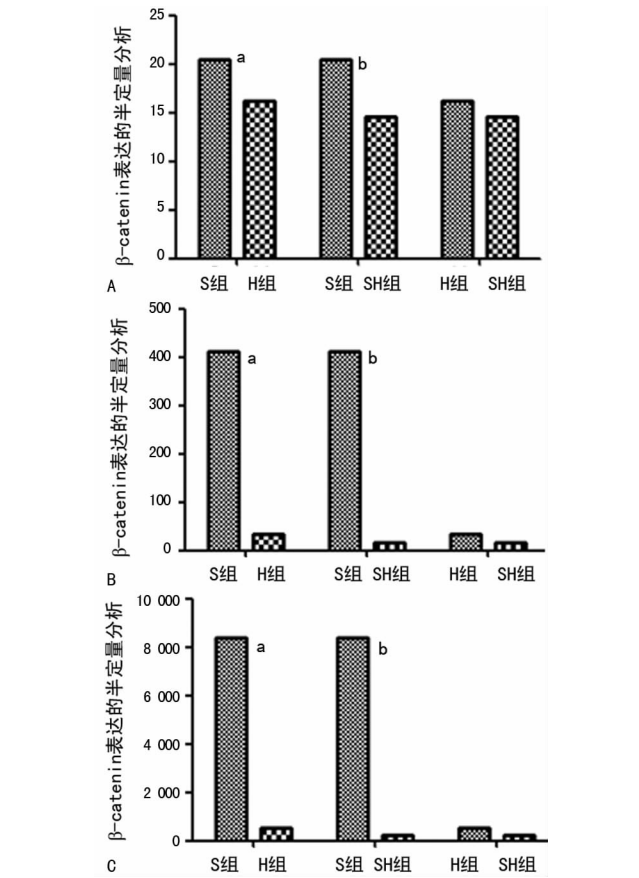 β-catenin表达的半定量分析
25
20
15
10
5
0
a
b
S组 H组 S组 SH组 H组 SH组
A
β-catenin表达的半定量分析
500
400
300
200
100
0
a
b
S组 H组 S组 SH组 H组 SH组
B
β-catenin表达的半定量分析
10 000
8 000
6 000
4 000
2 000
0
a
b
S组 H组 S组 SH组 H组 SH组
C